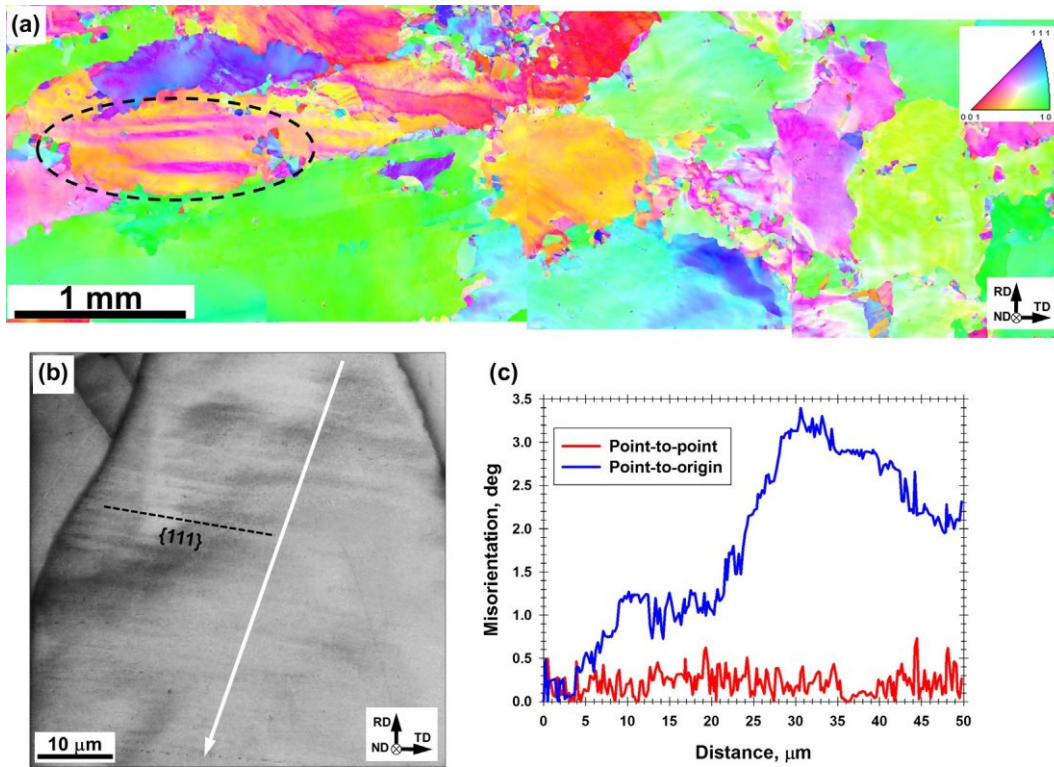 (a)
1 1 1
0 0 1
1 0
1 mm
RD
ND
TD
(b)
{111}
10 μm
RD
ND
TD
(c)
Misorientation, deg
3.5
3.0
2.5
2.0
1.5
1.0
0.5
0.0
Point-to-point
Point-to-origin
0 5 10 15 20 25 30 35 40 45 50
Distance, μm